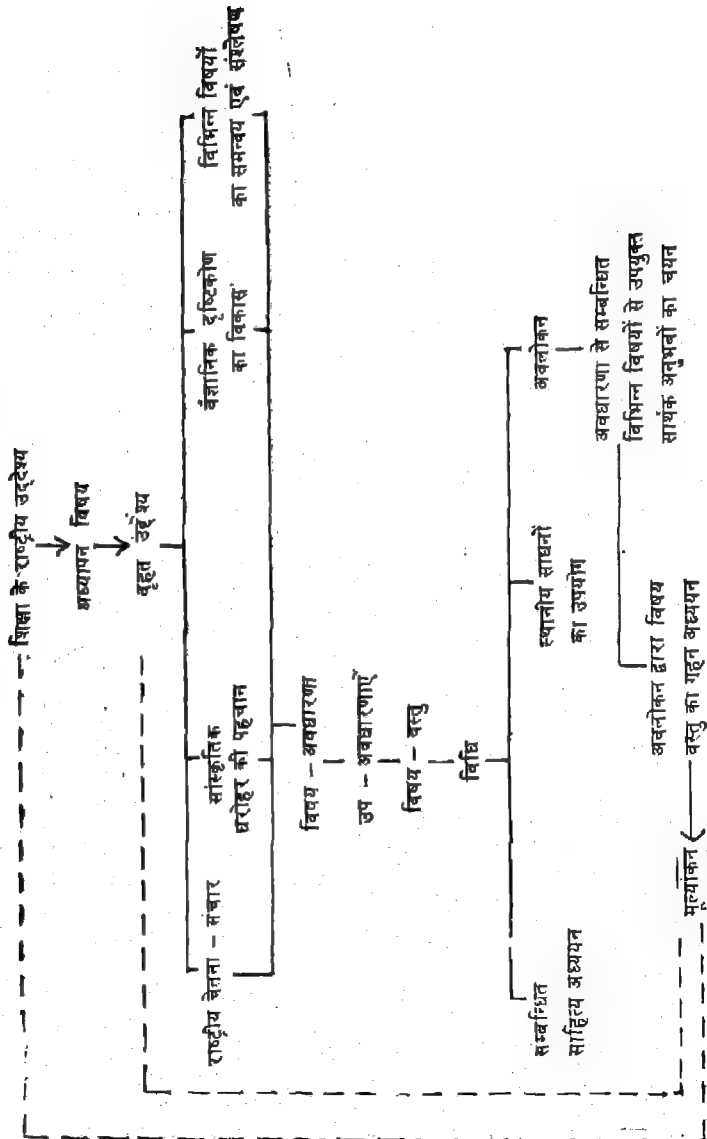 शिक्षा के राष्ट्रीय उद्देश्य
अध्यापन विषय
वृहत उद्देश्य
राष्ट्रीय चेतना – संचार
सांस्कृतिक
धरोहर की पहचान
वैज्ञानिक दृष्टिकोण
का विकास
विभिन्न विषयों
का समन्वय एवं संश्लेषण
विषय – अवधारणा
उप – अवधारणाएँ
विषय – वस्तु
विधि
सम्बन्धित
साहित्य अध्ययन
स्थानीय साधनों
का उपयोग
अवलोकन
अवधारणा से सम्बन्धित
विभिन्न विषयों से उपयुक्त
सार्थक अनुभवों का चयन
अवलोकन द्वारा विषय
वस्तु का गहन अध्ययन
मूल्यांकन